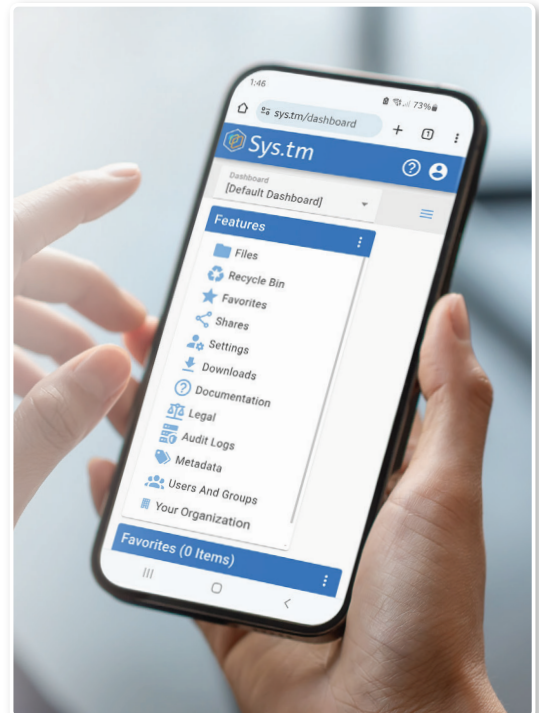 1:46
73%
sys.tm/dashboard
1
Sys.tm
Dashboard
[Default Dashboard]
Features
Files
Recycle Bin
Favorites
Shares
Settings
Downloads
Documentation
Legal
Audit Logs
Metadata
Users And Groups
Your Organization
Favorites (0 Items)